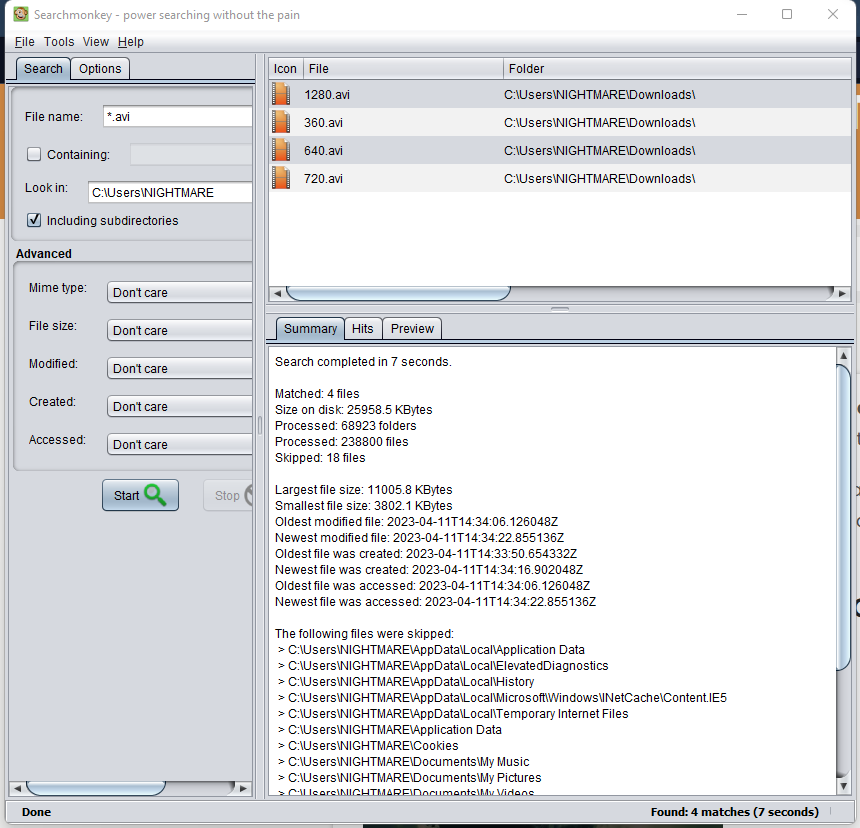 Searchmonkey - power searching without the pain
File Tools View Help
Search Options
File name: *.avi
Containing:
Look in: C:\Users\NIGHTMARE
Including subdirectories
Advanced
Mime type: Don't care
File size: Don't care
Modified: Don't care
Created: Don't care
Accessed: Don't care
Start Stop
Icon File Folder
1280.avi C:\Users\NIGHTMARE\Downloads\
360.avi C:\Users\NIGHTMARE\Downloads\
640.avi C:\Users\NIGHTMARE\Downloads\
720.avi C:\Users\NIGHTMARE\Downloads\
Summary Hits Preview
Search completed in 7 seconds.
Matched: 4 files
Size on disk: 25958.5 KBytes
Processed: 68923 folders
Processed: 238800 files
Skipped: 18 files
Largest file size: 11005.8 KBytes
Smallest file size: 3802.1 KBytes
Oldest modified file: 2023-04-11T14:34:06.126048Z
Newest modified file: 2023-04-11T14:34:22.855136Z
Oldest file was created: 2023-04-11T14:33:50.654332Z
Newest file was created: 2023-04-11T14:34:16.902048Z
Oldest file was accessed: 2023-04-11T14:34:06.126048Z
Newest file was accessed: 2023-04-11T14:34:22.855136Z
The following files were skipped:
> C:\Users\NIGHTMARE\AppData\Local\Application Data
> C:\Users\NIGHTMARE\AppData\Local\ElevatedDiagnostics
> C:\Users\NIGHTMARE\AppData\Local\History
> C:\Users\NIGHTMARE\AppData\Local\Microsoft\Windows\INetCache\Content.IE5
> C:\Users\NIGHTMARE\AppData\Local\Temporary Internet Files
> C:\Users\NIGHTMARE\Application Data
> C:\Users\NIGHTMARE\Cookies
> C:\Users\NIGHTMARE\Documents\My Music
> C:\Users\NIGHTMARE\Documents\My Pictures
> C:\Users\NIGHTMARE\Documents\My Videos
Done Found: 4 matches (7 seconds)